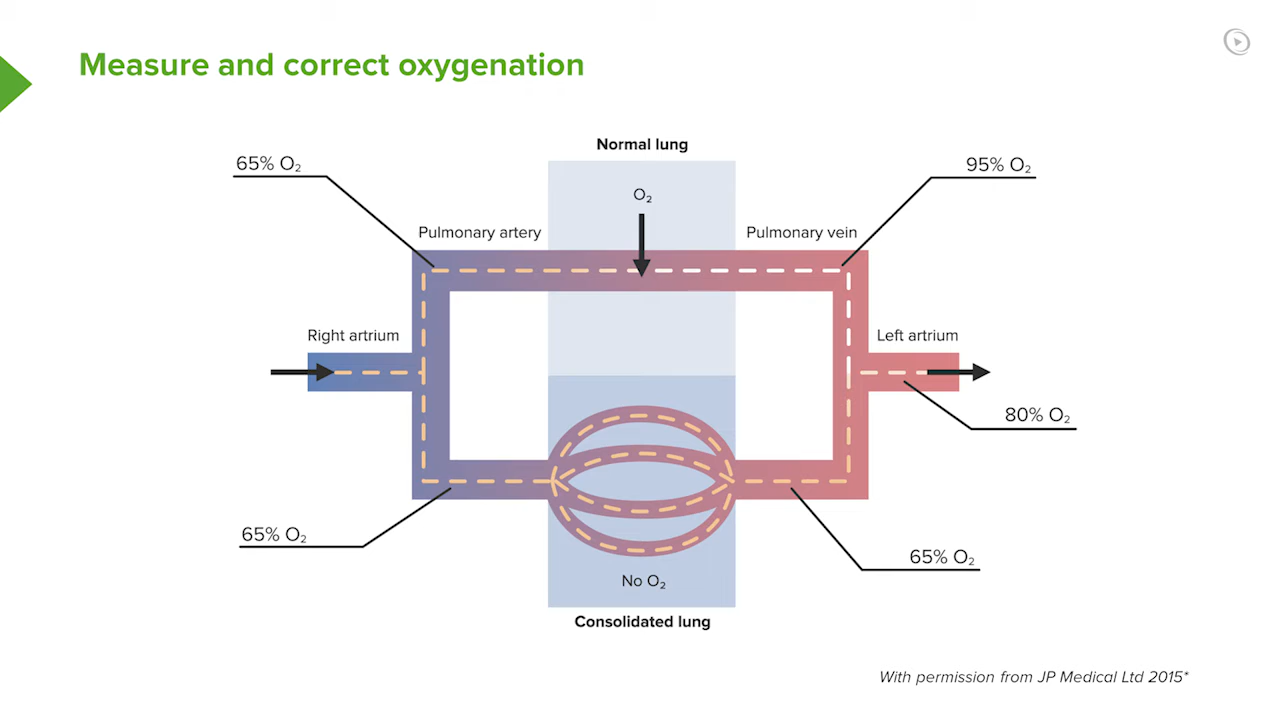 Measure and correct oxygenation
Normal lung
65% O₂
95% O₂
O₂
Pulmonary artery
Pulmonary vein
Right artrium
Left artrium
80% O₂
65% O₂
65% O₂
No O₂
Consolidated lung
With permission from JP Medical Ltd 2015*